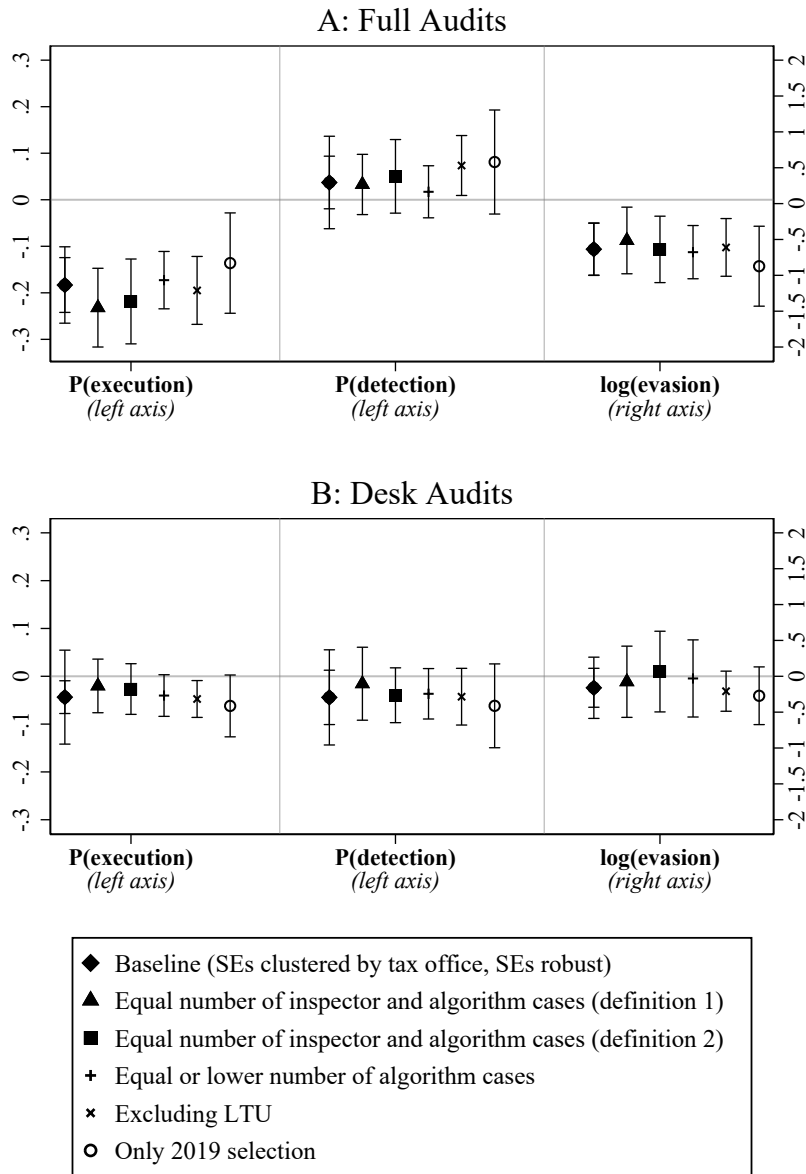 A: Full Audits
.3
.2
.1
0
-.1
-.2
-.3
2
1.5
1
.5
0
-.5
-1
-1.5
-2
P(execution)
(left axis)
P(detection)
(left axis)
log(evasion)
(right axis)
B: Desk Audits
.3
.2
.1
0
-.1
-.2
-.3
2
1.5
1
.5
0
-.5
-1
-1.5
-2
P(execution)
(left axis)
P(detection)
(left axis)
log(evasion)
(right axis)
Baseline (SEs clustered by tax office, SEs robust)
Equal number of inspector and algorithm cases (definition 1)
Equal number of inspector and algorithm cases (definition 2)
Equal or lower number of algorithm cases
Excluding LTU
Only 2019 selection